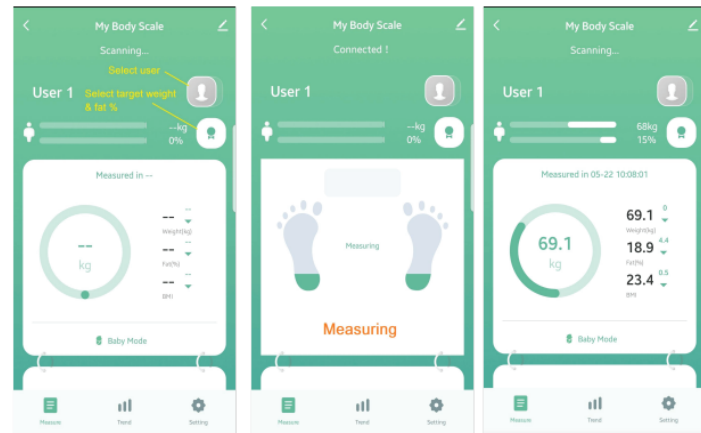 My Body Scale
Scanning...
Select user
User 1
Select target weight
& fat %
--kg
0%
Measured in --
--
kg
--
--
Weight(kg)
--
--
Fat(%)
--
--
BMI
Baby Mode
Measure
Trend
Setting
My Body Scale
Connected !
User 1
--kg
0%
Measuring
Measuring
Measure
Trend
Setting
My Body Scale
Scanning...
User 1
68kg
15%
Measured in 05-22 10:08:01
69.1
kg
69.1
0
Weight(kg)
18.9
4.4
Fat(%)
23.4
0.5
BMI
Baby Mode
Measure
Trend
Setting